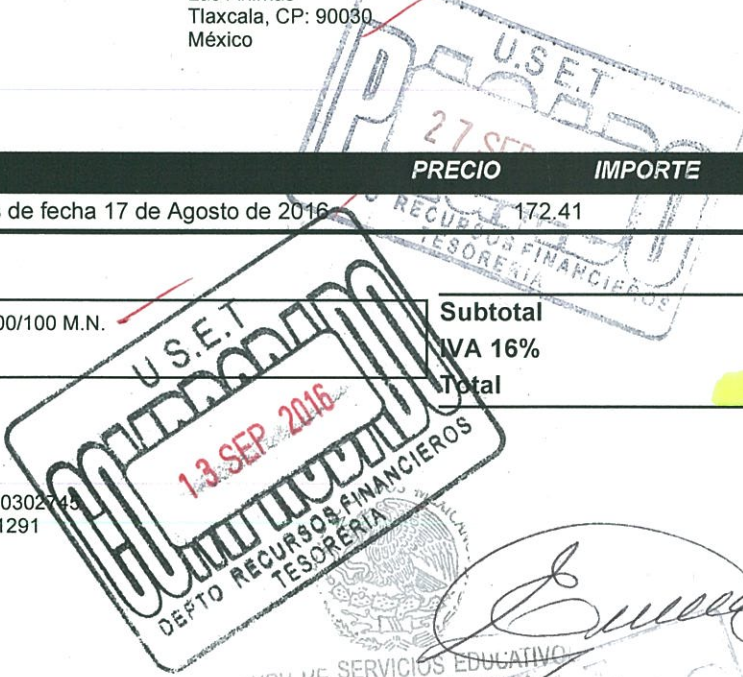 Tlaxcala, CP: 90030
México
U.S.E.T
27 SEP
PRECIO IMPORTE
s de fecha 17 de Agosto de 2016 172.41
RECURSOS FINANCIEROS
TESORERIA
00/100 M.N.
Subtotal
IVA 16%
Total
U.S.E.T
COMPROBADO
13 SEP 2016
DEPTO RECURSOS FINANCIEROS
TESORERIA
0302745
1291
SERVICIOS EDUCATIVO